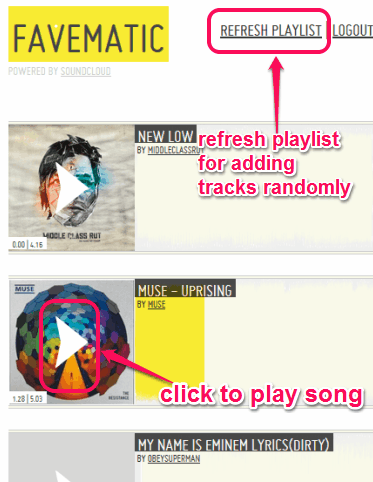 FAVEMATIC
REFRESH PLAYLIST LOGOUT
POWERED BY SOUNDCLOUD
NEW LOW
BY MIDDLECLASSRUT
refresh playlist
for adding
tracks randomly
MIDDLE CLASS RUT
0.00 | 4.16
MUSE
MUSE - UPRISING
BY MUSE
THE
RESISTANCE
1.28 | 5.03
click to play song
MY NAME IS EMINEM LYRICS(DIRTY)
BY OBEYSUPERMAN